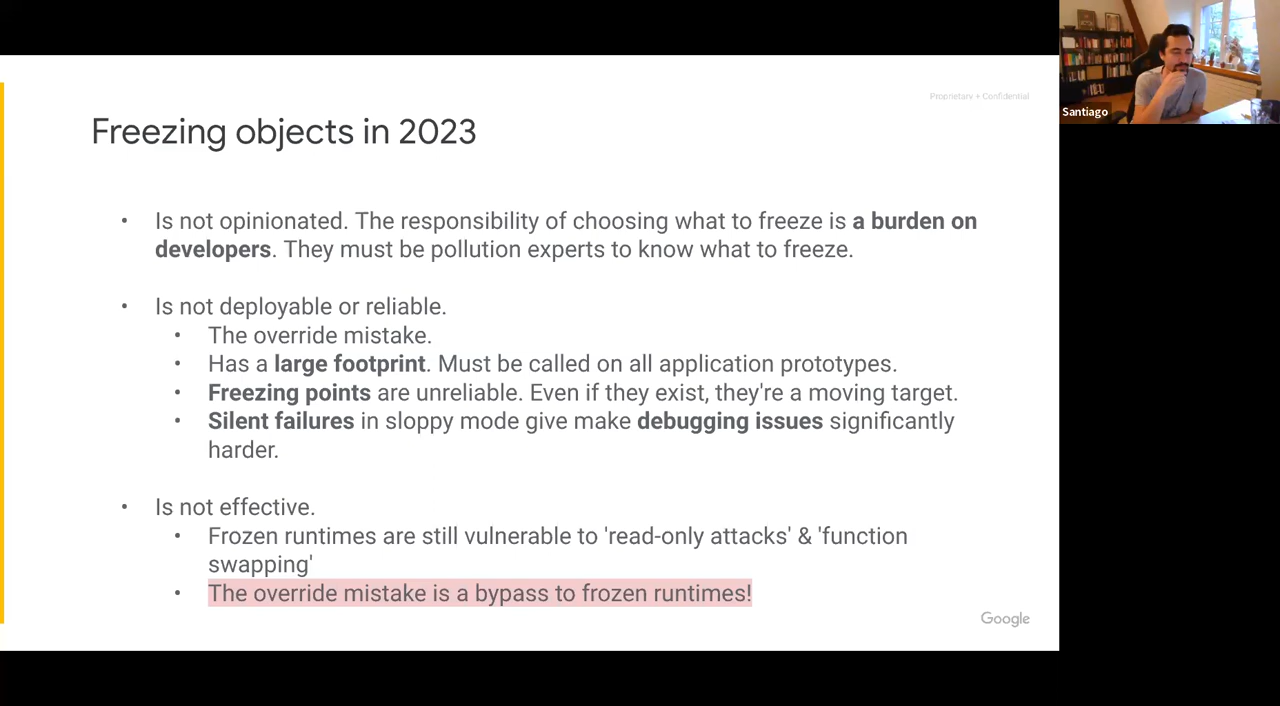 Proprietary + Confidential
Santiago
Freezing objects in 2023
• Is not opinionated. The responsibility of choosing what to freeze is a burden on
developers. They must be pollution experts to know what to freeze.
• Is not deployable or reliable.
• The override mistake.
• Has a large footprint. Must be called on all application prototypes.
• Freezing points are unreliable. Even if they exist, they're a moving target.
• Silent failures in sloppy mode give make debugging issues significantly
harder.
• Is not effective.
• Frozen runtimes are still vulnerable to 'read-only attacks' & 'function
swapping'
• The override mistake is a bypass to frozen runtimes!
Google